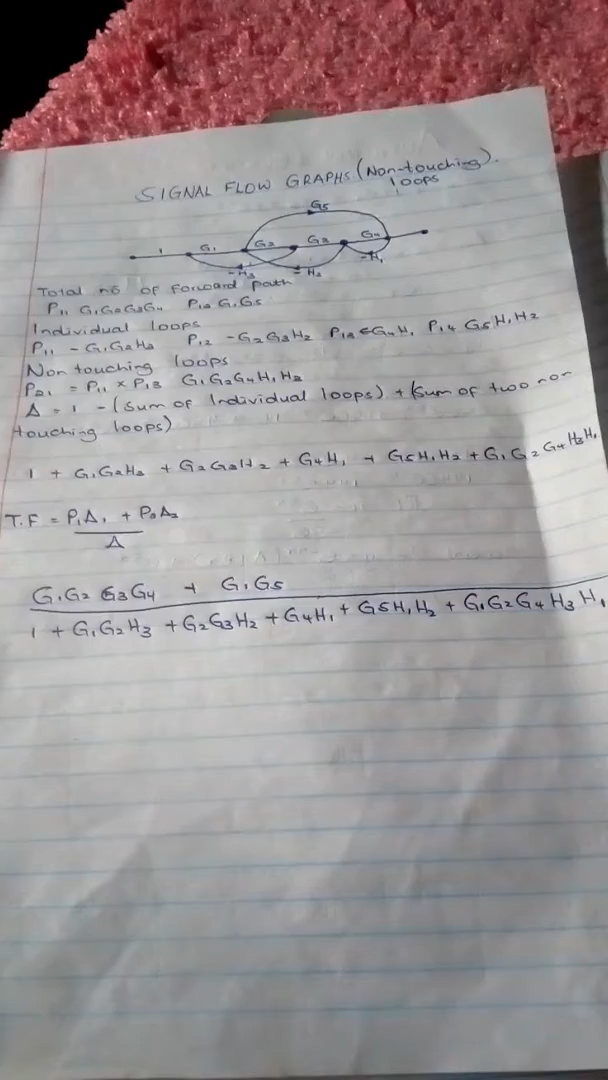 SIGNAL FLOW GRAPHS (Non-touching).
loops
G5
1 G1 G2 G3 G4
-H3 -H2 -H1
Total no of forward path
P11 G1G2G3G4 P12 G1G5
Individual loops
P11 - G1G2H3 P12 -G2G3H2 P13 G4H1 P14 G5H1H2
Non touching loops
P21 = P11 x P13 G1G2G4H1H3
Δ = 1 - (sum of Individual loops) + (sum of two non
touching loops)
1 + G1G2H3 + G2G3H2 + G4H1 + G5H1H2 + G1G2G4H3H1
T.F = P1Δ1 + P2Δ2
Δ
G1G2 G3G4 + G1G5
1 + G1G2H3 + G2G3H2 + G4H1 + G5H1H2 + G1G2G4H3H1